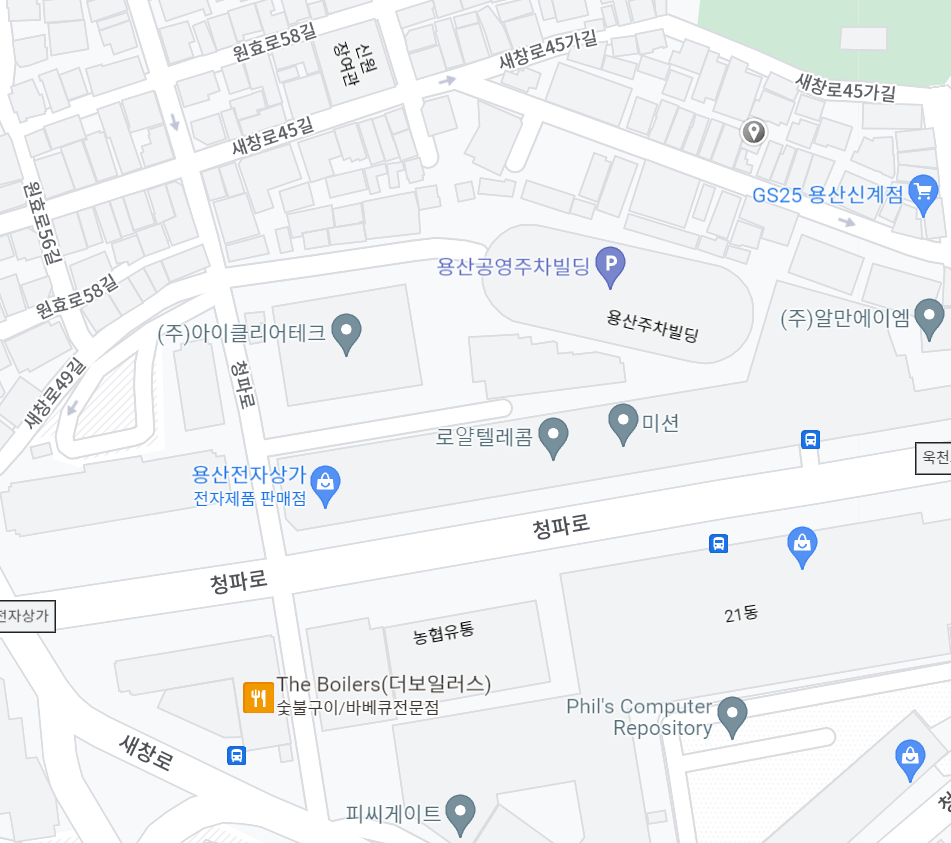 원효로58길
신원
장여관
새창로45가길
새창로45가길
새창로45길
원효로56길
GS25 용산신계점
용산공영주차빌딩
P
원효로58길
용산주차빌딩
(주)알만에이엠
(주)아이클리어테크
청파로
새창로49길
미션
로얄텔레콤
욱천
용산전자상가
전자제품 판매점
청파로
청파로
전자상가
21동
농협유통
The Boilers(더보일러스)
숯불구이/바베큐전문점
Phil's Computer
Repository
새창로
피씨게이트